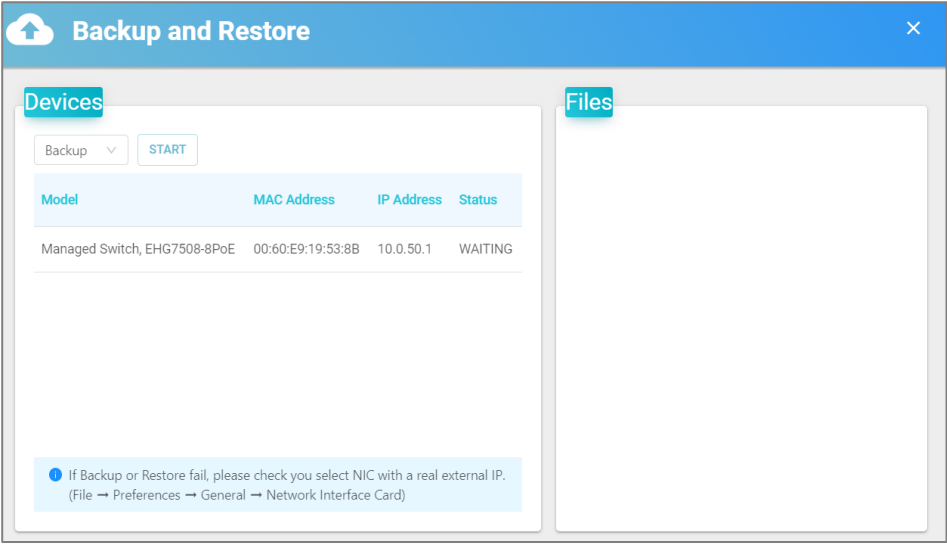 Backup and Restore
Devices
Backup
START
Model MAC Address IP Address Status
Managed Switch, EHG7508-8PoE 00:60:E9:19:53:8B 10.0.50.1 WAITING
If Backup or Restore fail, please check you select NIC with a real external IP.
(File → Preferences → General → Network Interface Card)
Files